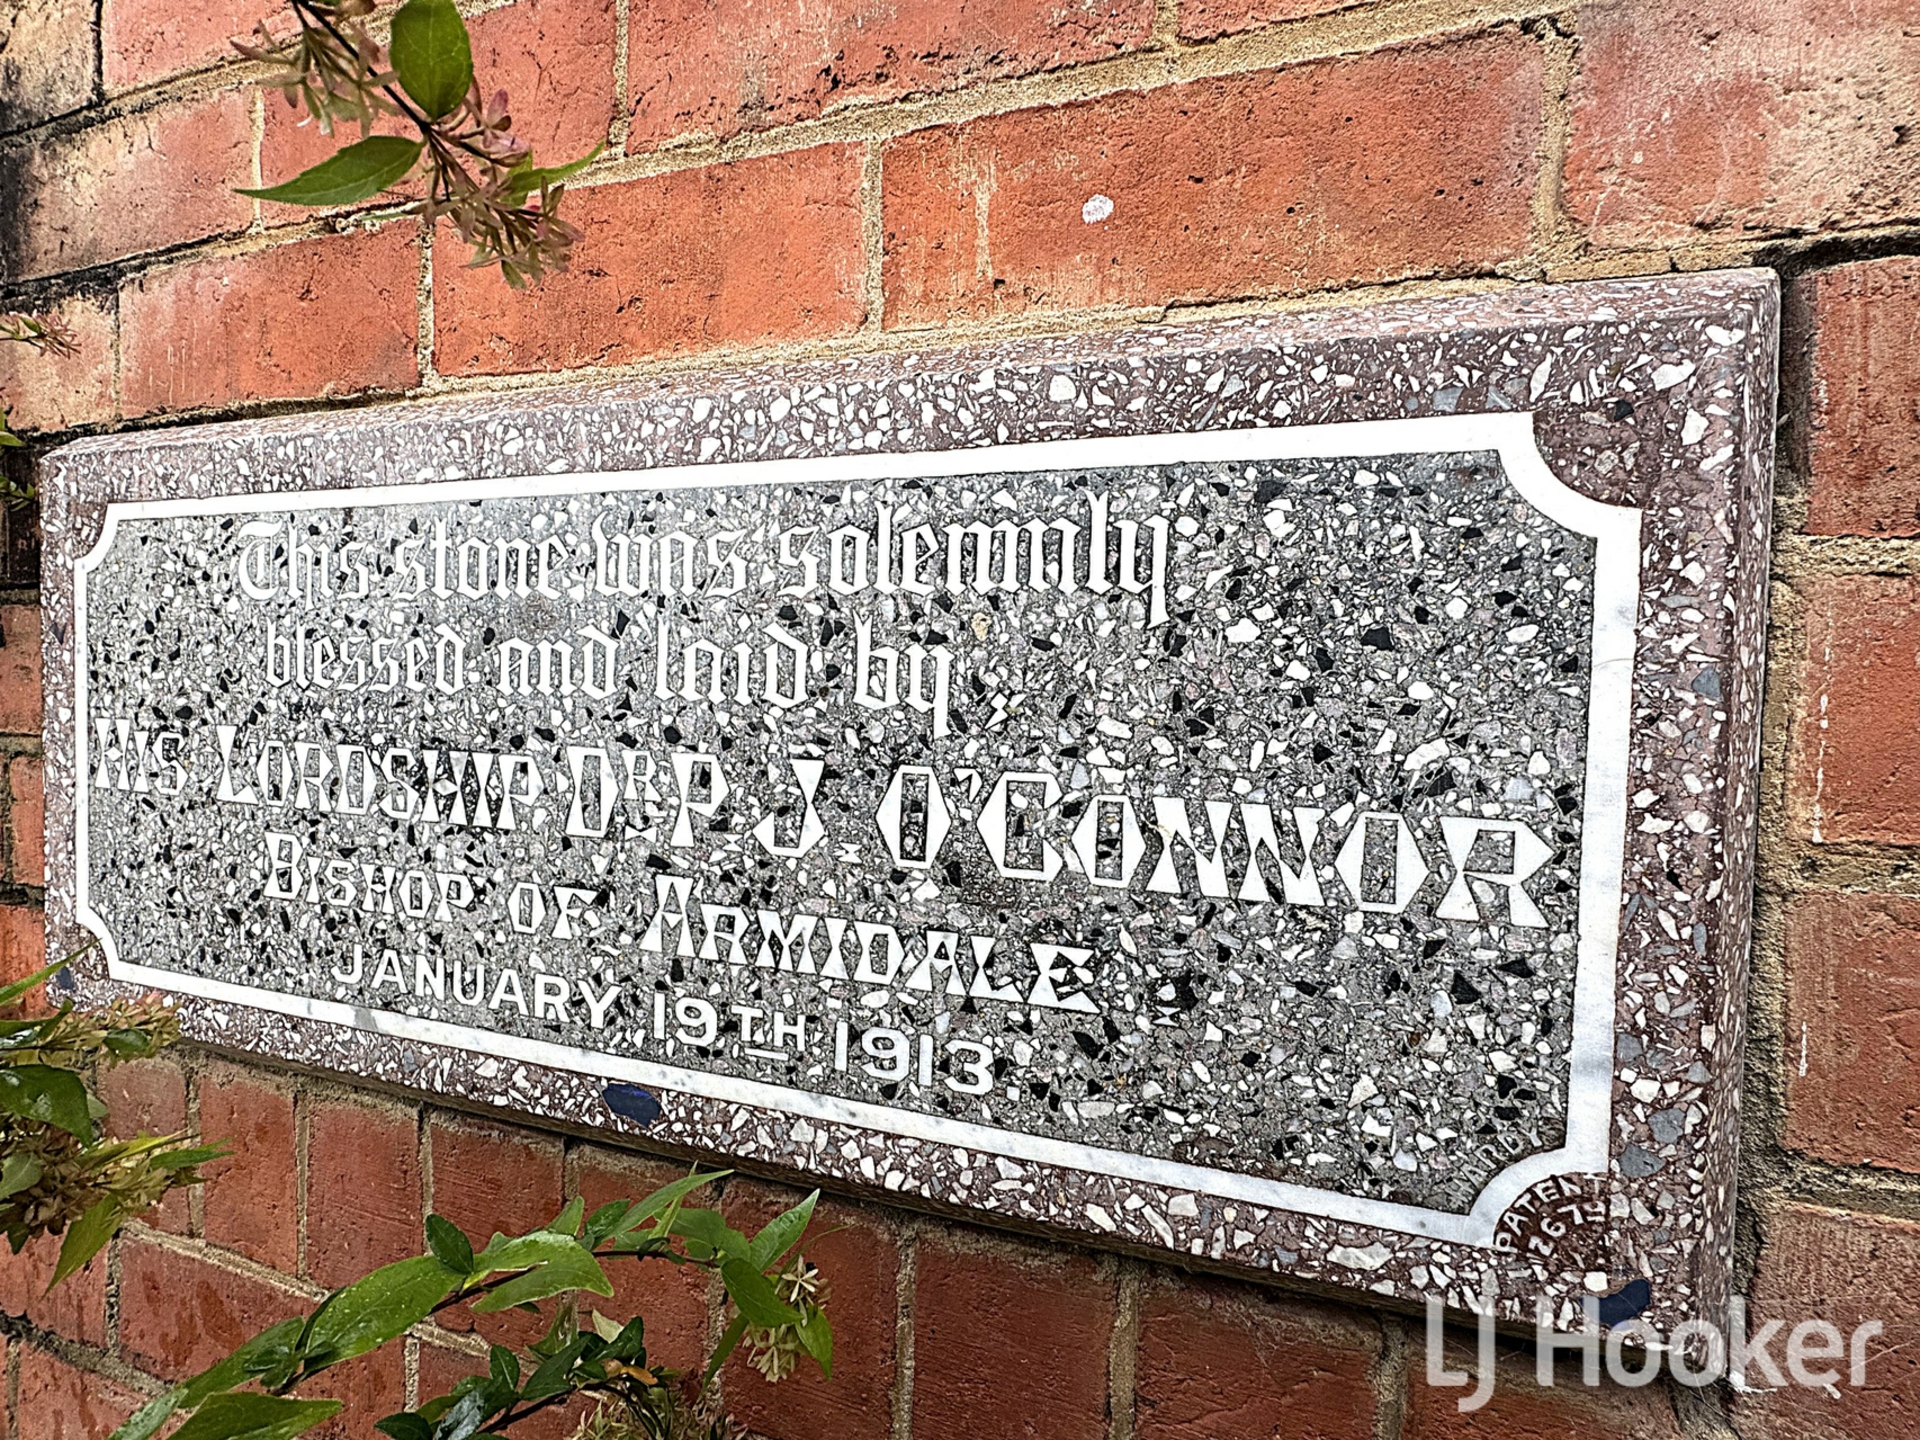 This stone was solemnly
blessed and laid by
HIS LORDSHIP DR P. J. O'CONNOR
BISHOP OF ARMIDALE
JANUARY 19TH 1913
HARDY
PATENT
LJ Hooker